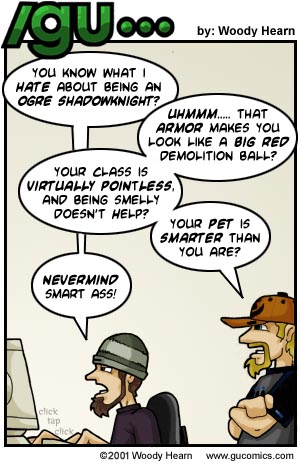 /gu...
by: Woody Hearn
YOU KNOW WHAT I
HATE ABOUT BEING AN
OGRE SHADOWKNIGHT?
UHMMM..... THAT
ARMOR MAKES YOU
LOOK LIKE A BIG RED
DEMOLITION BALL?
YOUR CLASS IS
VIRTUALLY POINTLESS,
AND BEING SMELLY
DOESN'T HELP?
YOUR PET IS
SMARTER THAN
YOU ARE?
NEVERMIND
SMART ASS!
click
tap
click
©2001 Woody Hearn www.gucomics.com